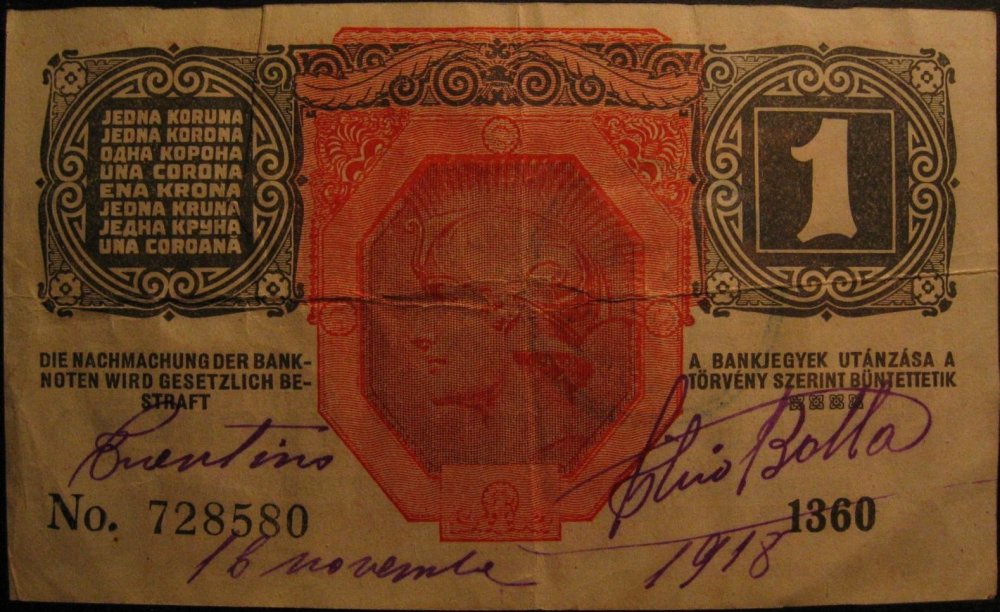 JEDNA KORUNA
JEDNA KORONA
ОДНА КОРОНА
UNA CORONA
ENA KRONA
JEDNA KRUNA
ЈЕДНА КРУНА
UNA COROANĂ
1
DIE NACHMACHUNG DER BANK-
NOTEN WIRD GESETZLICH BE-
STRAFT
A BANKJEGYEK UTÁNZÁSA A
TÖRVÉNY SZERINT BÜNTETTETIK
Trentino
Silvio Botta
No. 728580
1360
16 novembre 1918